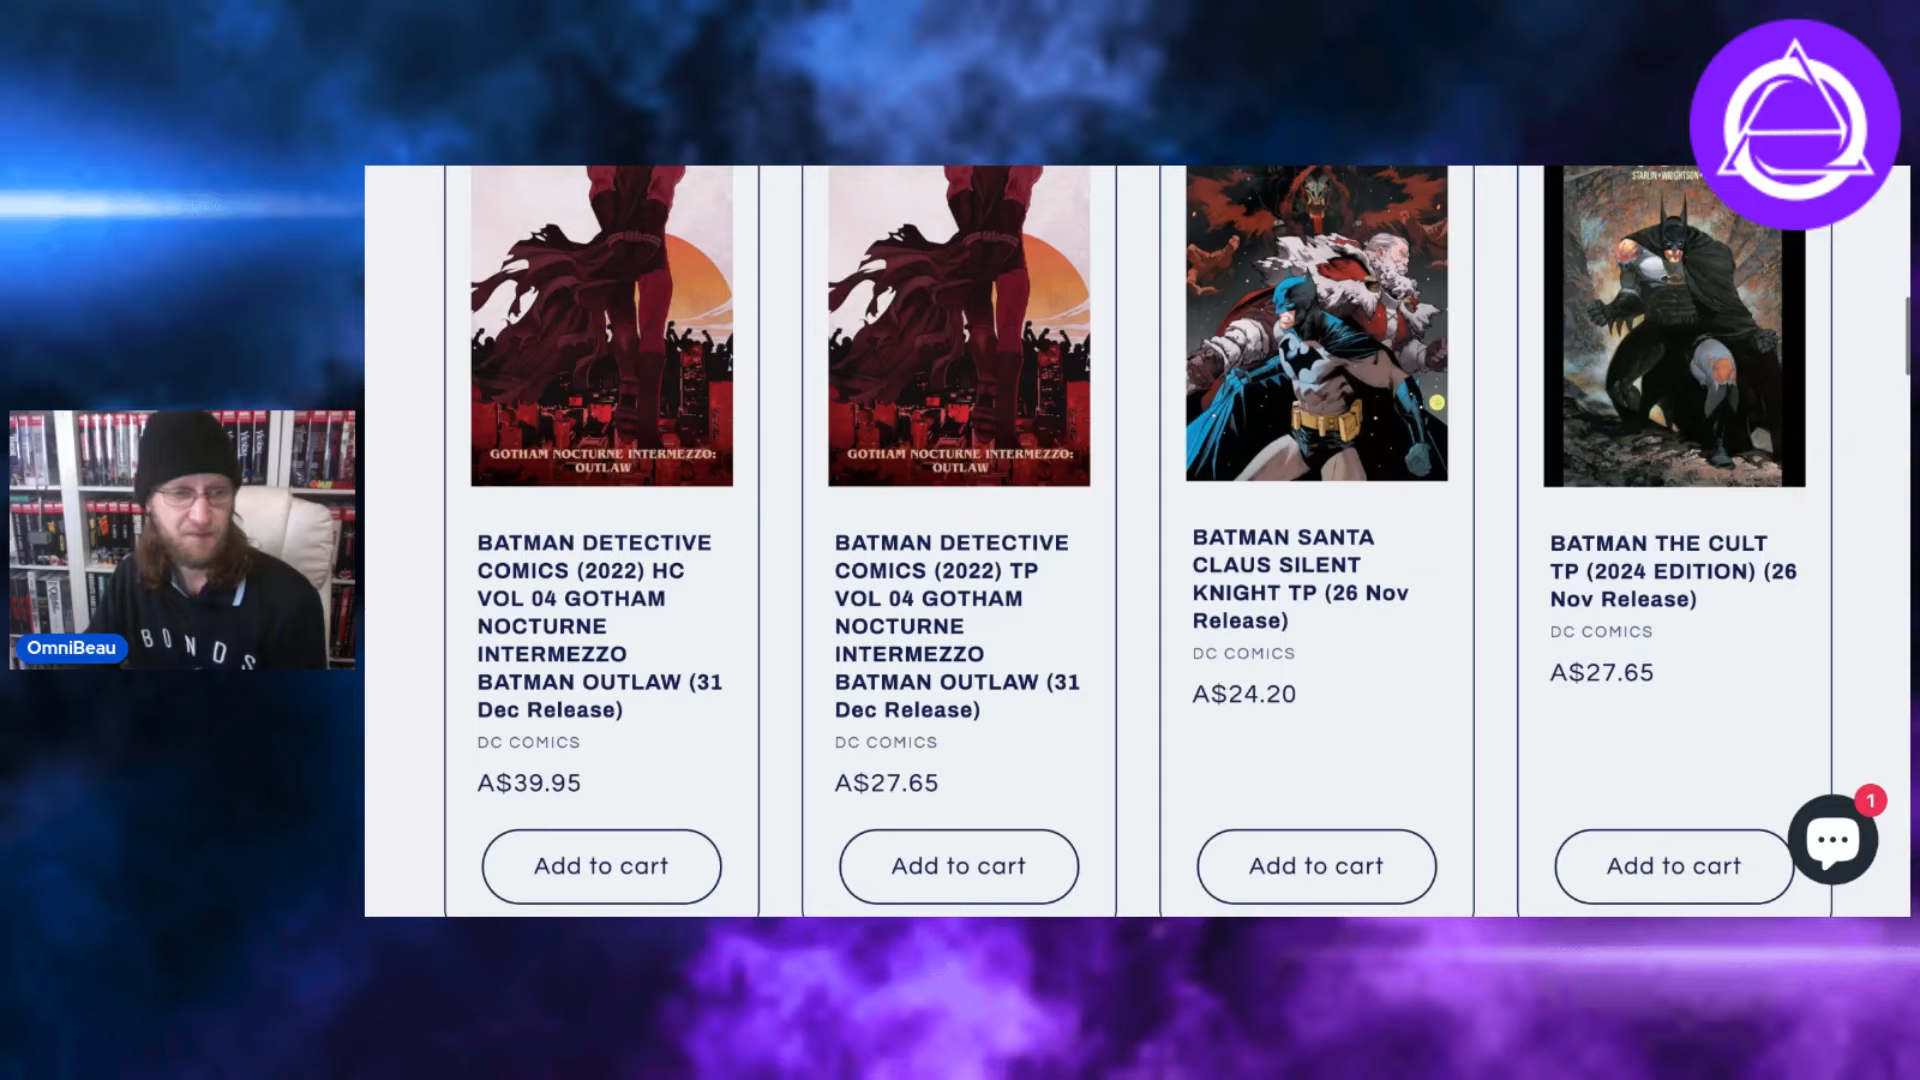 STARLIN • WRIGHTSON •
GOTHAM NOCTURNE INTERMEZZO:
OUTLAW
GOTHAM NOCTURNE INTERMEZZO:
OUTLAW
BATMAN DETECTIVE
COMICS (2022) HC
VOL 04 GOTHAM
NOCTURNE
INTERMEZZO
BATMAN OUTLAW (31
Dec Release)
DC COMICS
A$39.95
Add to cart
BATMAN DETECTIVE
COMICS (2022) TP
VOL 04 GOTHAM
NOCTURNE
INTERMEZZO
BATMAN OUTLAW (31
Dec Release)
DC COMICS
A$27.65
Add to cart
BATMAN SANTA
CLAUS SILENT
KNIGHT TP (26 Nov
Release)
DC COMICS
A$24.20
Add to cart
BATMAN THE CULT
TP (2024 EDITION) (26
Nov Release)
DC COMICS
A$27.65
Add to cart
1
BONDS
OmniBeau